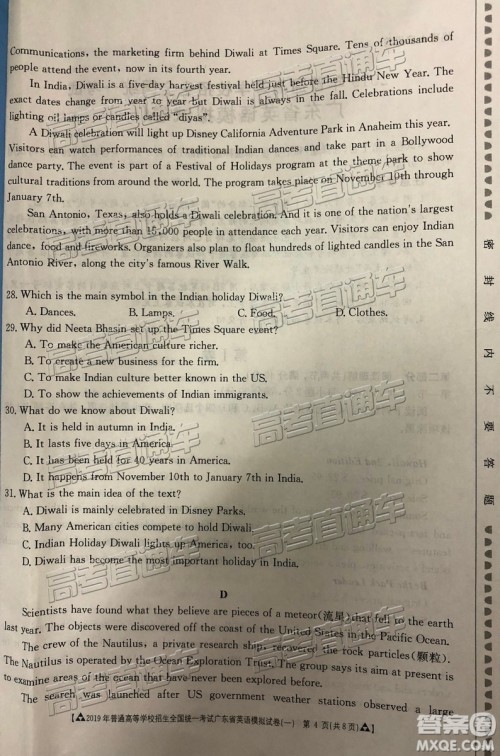 Communications, the marketing firm behind Diwali at Times Square. Tens of thousands of
people attend the event, now in its fourth year.
In India, Diwali is a five-day harvest festival held just before the Hindu New Year. The
exact dates change from year to year but Diwali is always in the fall. Celebrations include
lighting oil lamps or candles called "diyas".
A Diwali celebration will light up Disney California Adventure Park in Anaheim this year.
Visitors can watch performances of traditional Indian dances and take part in a Bollywood
dance party. The event is part of a Festival of Holidays program at the theme park to show
cultural traditions from around the world. The program takes place on November 10th through
January 7th.
San Antonio, Texas, also holds a Diwali celebration. And it is one of the nation's largest
celebrations, with more than 15,000 people in attendance each year. Visitors can enjoy Indian
dance, food and fireworks. Organizers also plan to float hundreds of lighted candles in the San
Antonio River, along the city's famous River Walk.
28. Which is the main symbol in the Indian holiday Diwali?
A. Dances. B. Lamps. C. Food. D. Clothes.
29. Why did Neeta Bhasin set up the Times Square event?
A. To make the American culture richer.
B. To create a new business for the firm.
C. To make Indian culture better known in the US.
D. To show the achievements of Indian immigrants.
30. What do we know about Diwali?
A. It is held in autumn in India.
B. It lasts five days in America.
C. It has been held for 40 years in America.
D. It happens from November 10th to January 7th in India.
31. What is the main idea of the text?
A. Diwali is mainly celebrated in Disney Parks.
B. Many American cities compete to hold Diwali.
C. Indian Holiday Diwali lights up the United States.
D. Diwali has become the most important holiday in India.
D
Scientists have found what they believe are pieces of a meteor(流星)that fell to the earth
last year. The objects were discovered off the coast of the United States in the Pacific Ocean.
The crew of the Nautilus, a private research ship, recovered the rock particles (颗粒).
The Nautilus is operated by the Ocean Exploration Trust. The group says its aim at present is
to examine areas of the ocean that have had little or no exploration.
The search was launched after US government weather stations observed a large
【▲2019年普通高等学校招生全国统一考试广东省英语模拟试卷(一) 第 4 页(共 8 页)▲】
密封线内不要答题
高考直通车
答案圈
MXQE.COM